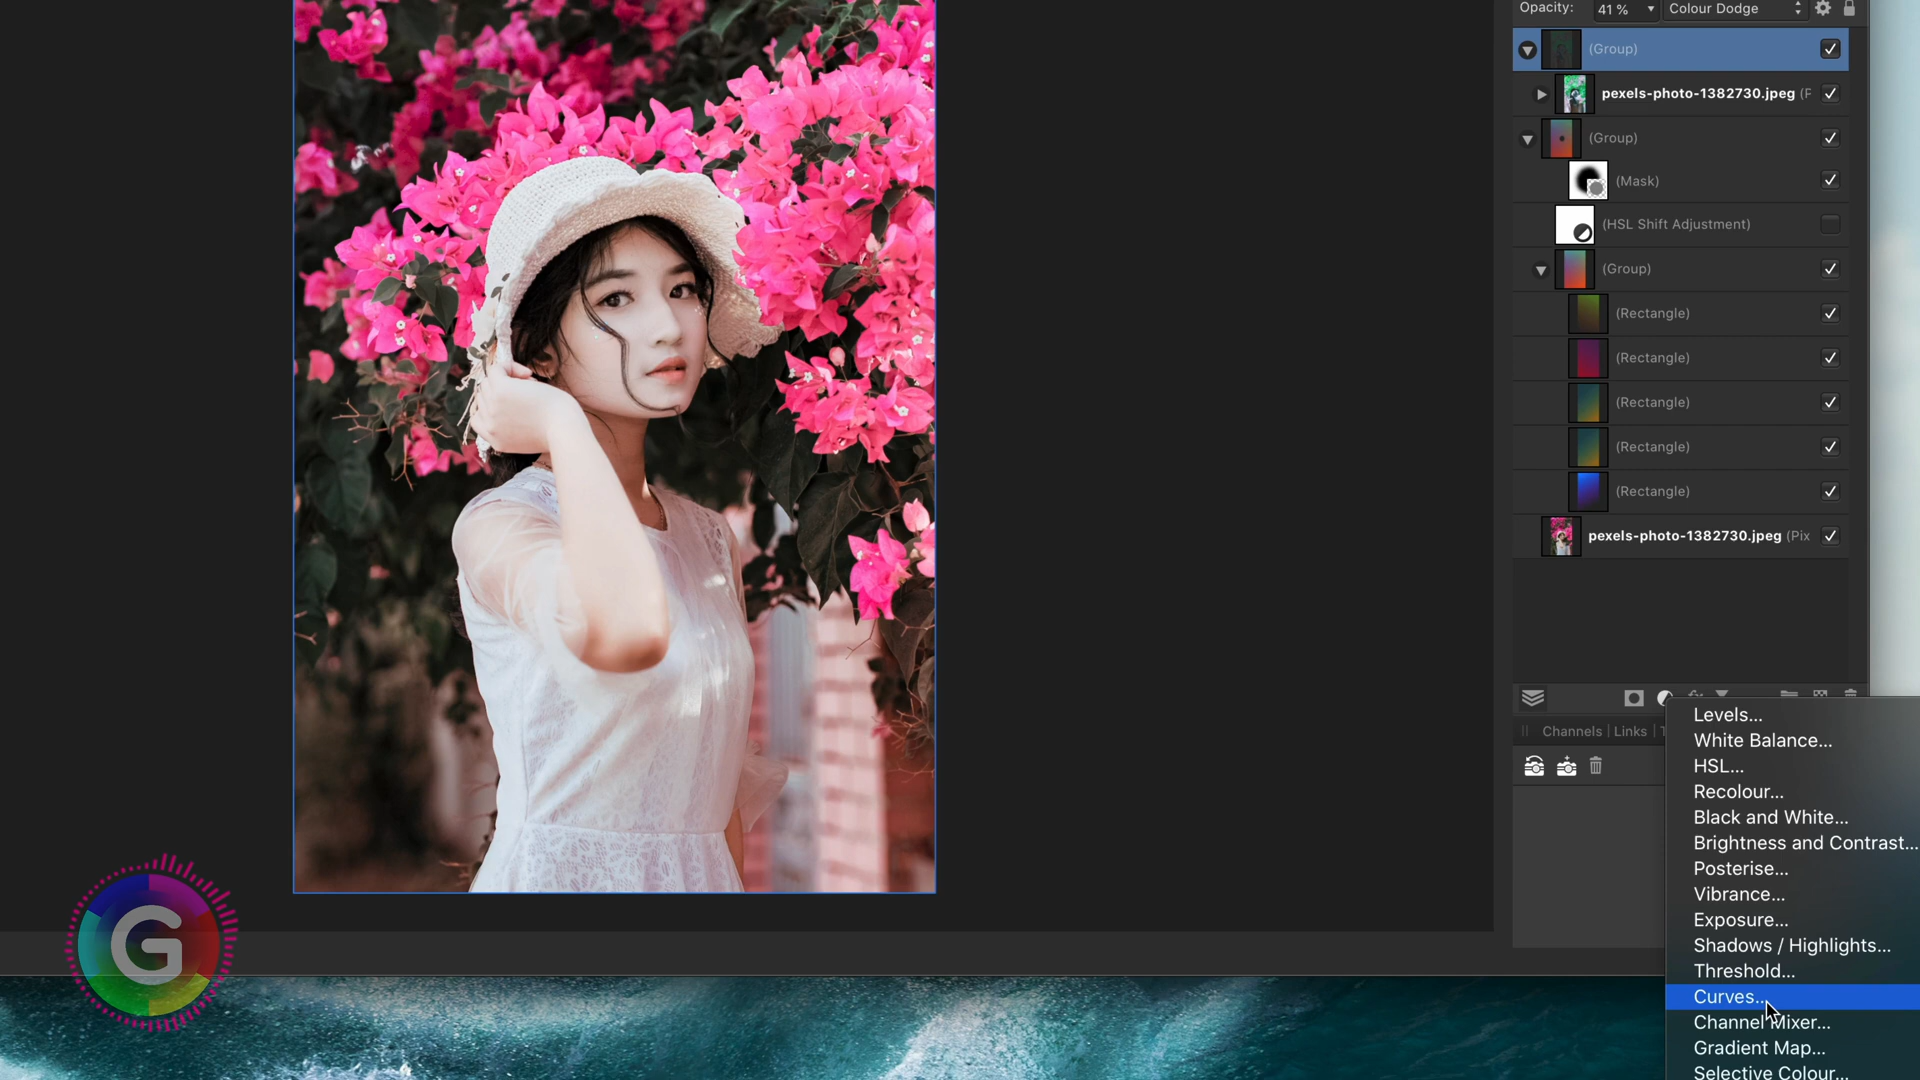 Opacity: 41 % Colour Dodge
(Group)
pexels-photo-1382730.jpeg (P
(Group)
(Mask)
(HSL Shift Adjustment)
(Group)
(Rectangle)
(Rectangle)
(Rectangle)
(Rectangle)
(Rectangle)
pexels-photo-1382730.jpeg (Pix
Channels | Links | T
Levels...
White Balance...
HSL...
Recolour...
Black and White...
Brightness and Contrast...
Posterise...
Vibrance...
Exposure...
Shadows / Highlights...
Threshold...
Curves...
Channel Mixer...
Gradient Map...
Selective Colour...
G